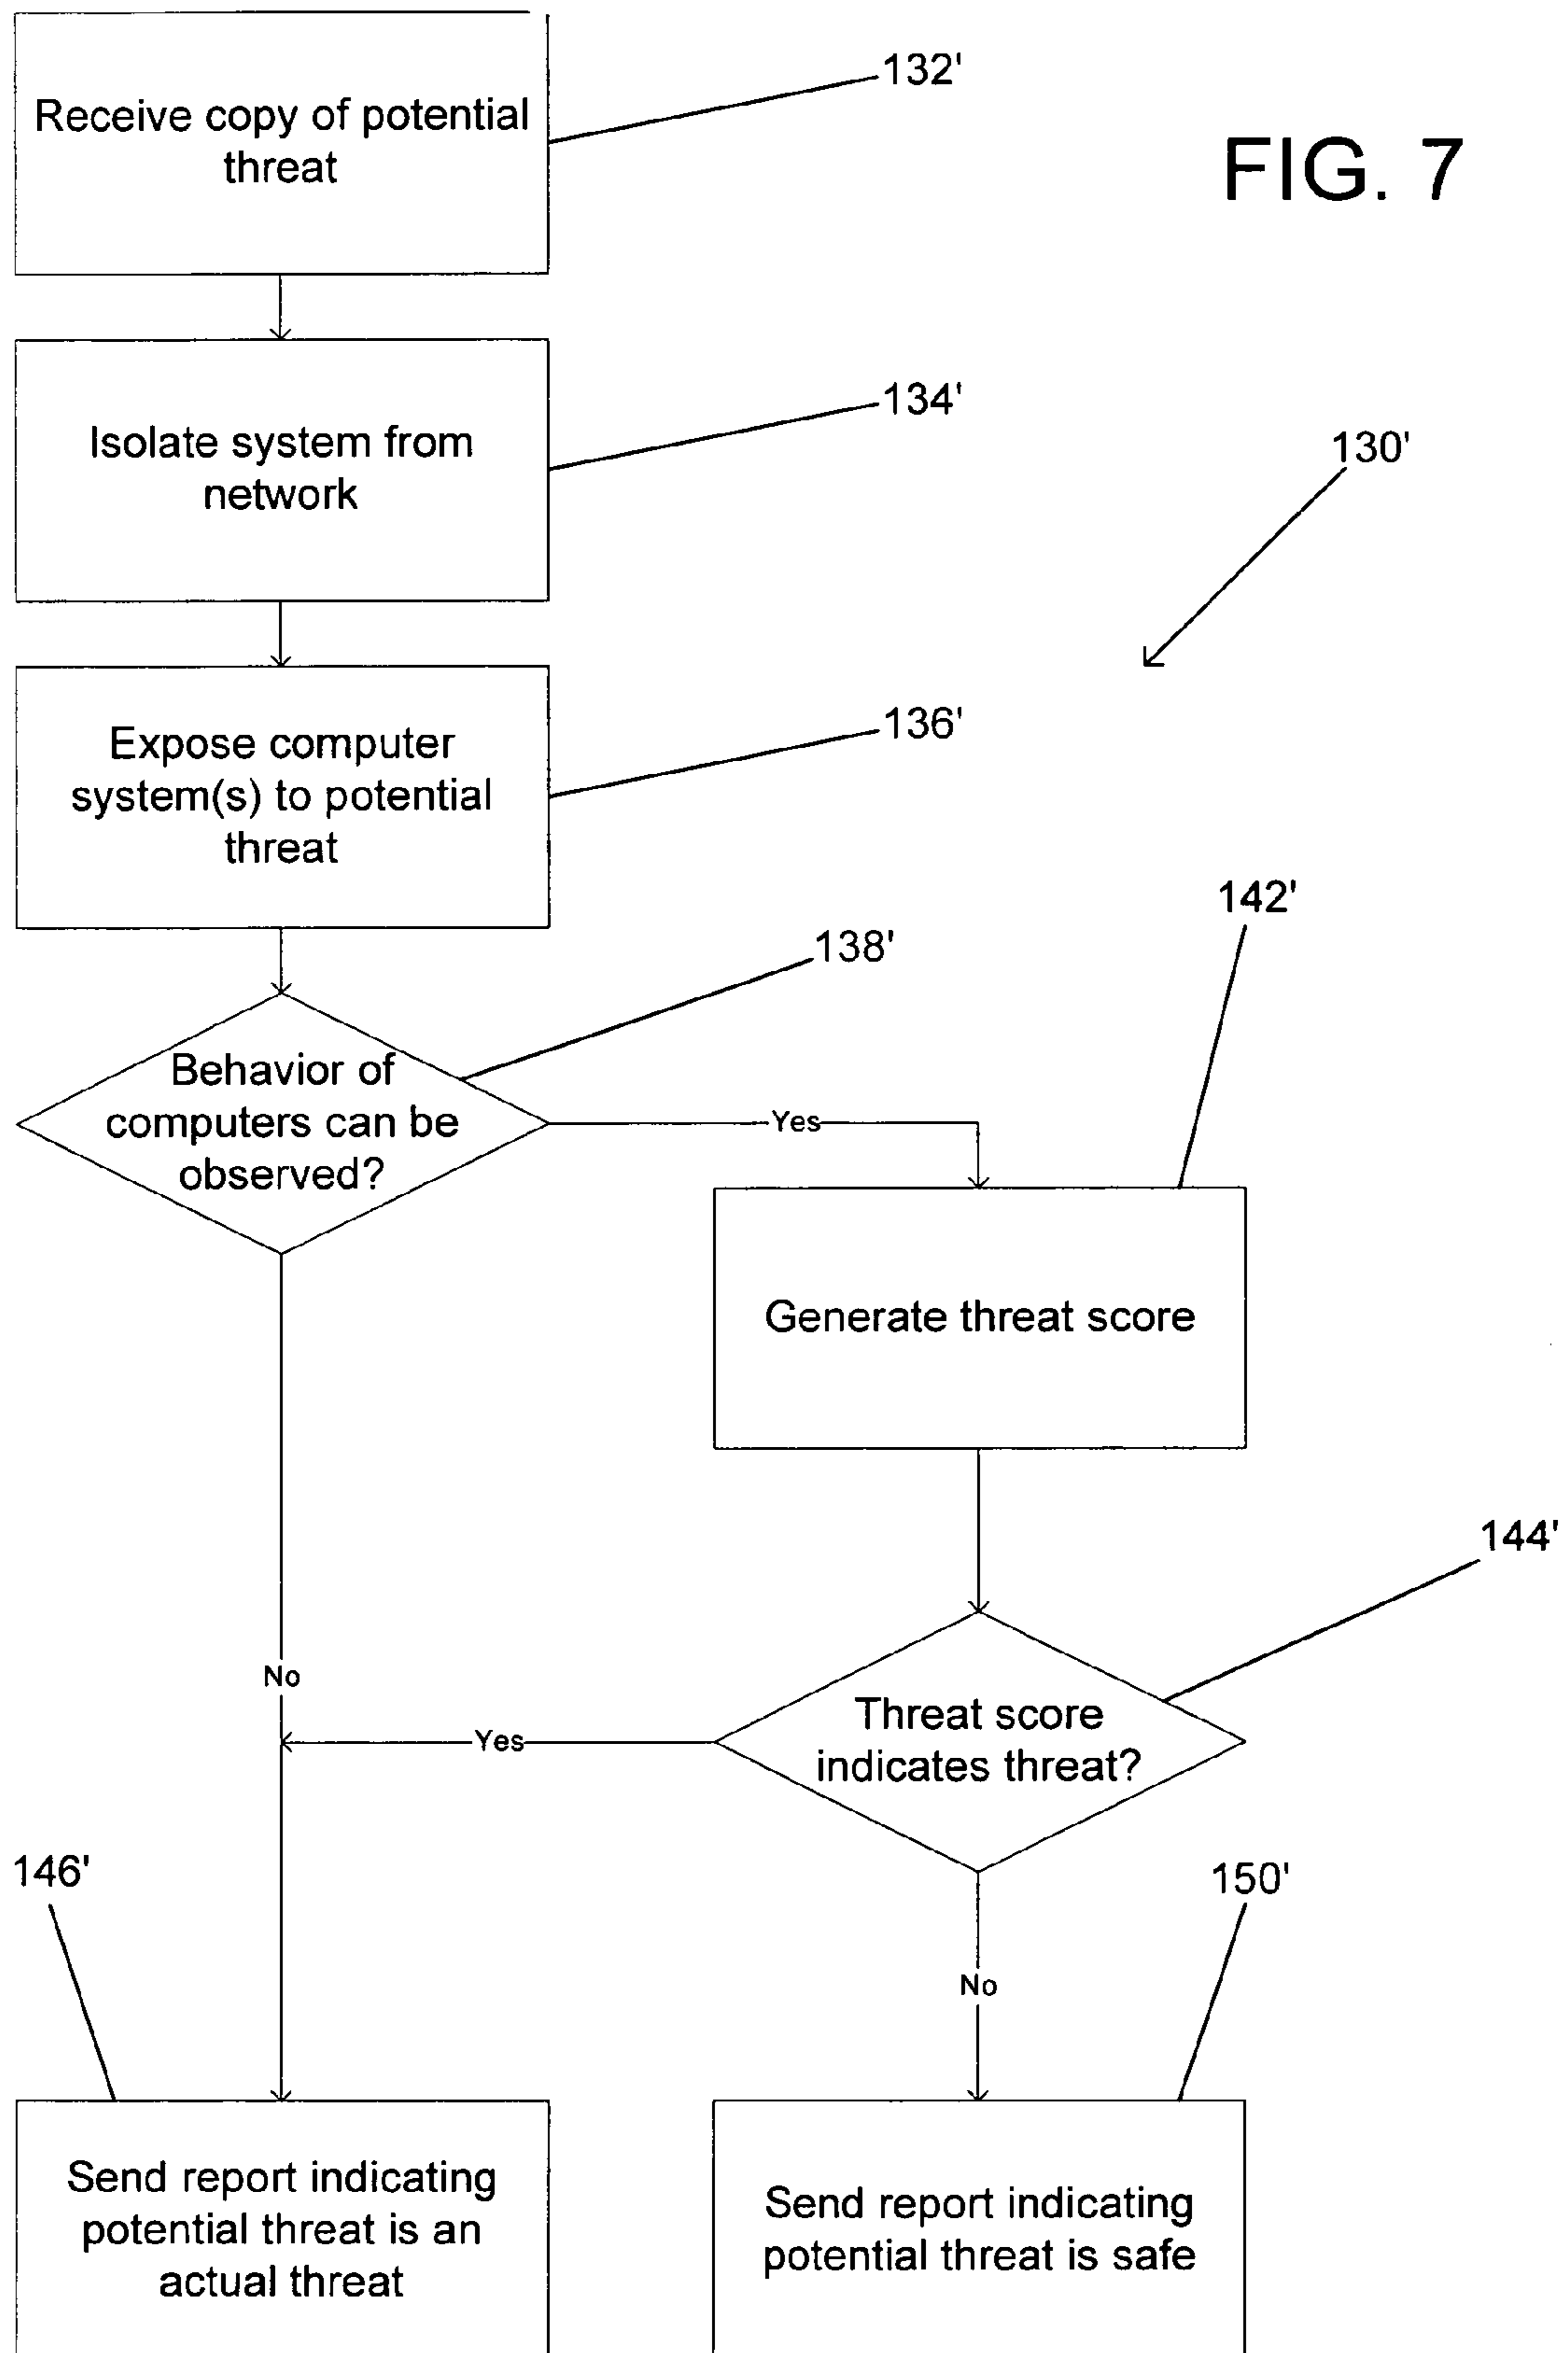 132'
Receive copy of potential
threat
FIG. 7
134'
Isolate system from
network
130'
136'
Expose computer
system(s) to potential
threat
142'
138'
Behavior of
computers can be
observed?
Yes
Generate threat score
144'
No
Yes
Threat score
indicates threat?
146'
150'
No
Send report indicating
potential threat is an
actual threat
Send report indicating
potential threat is safe